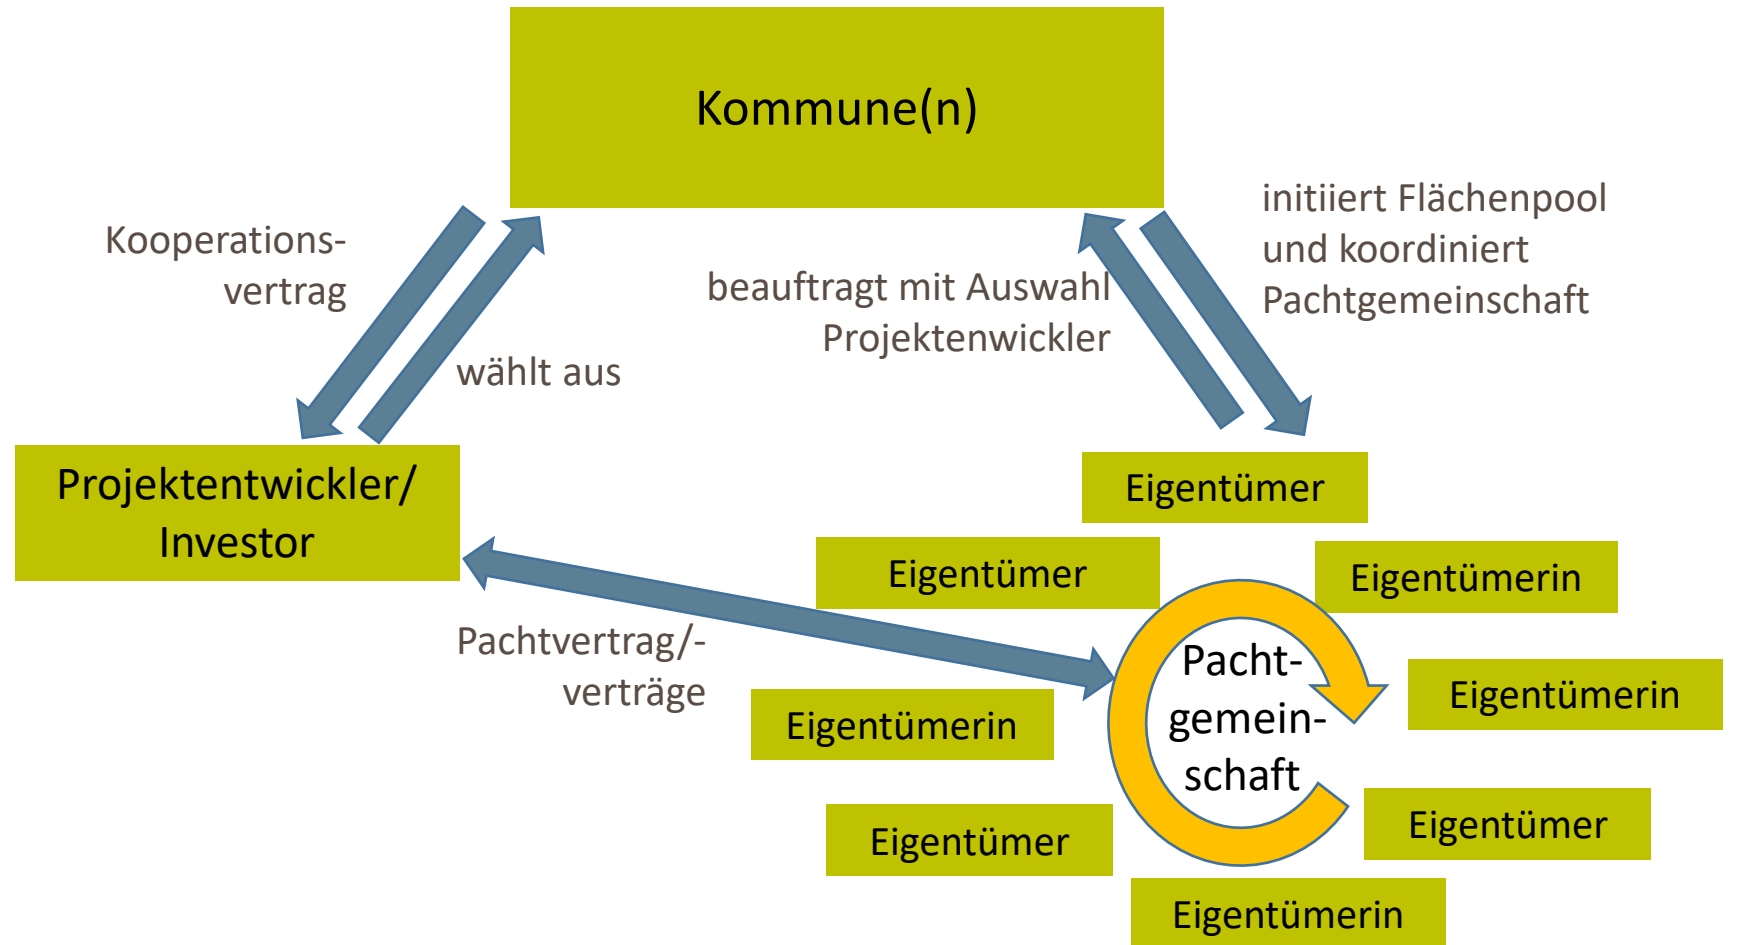 Kommune(n)
Kooperations-
vertrag
wählt aus
beauftragt mit Auswahl
Projektenwickler
initiiert Flächenpool
und koordiniert
Pachtgemeinschaft
Projektentwickler/
Investor
Pachtvertrag/-
verträge
Eigentümer
Eigentümer
Eigentümerin
Eigentümerin
Eigentümerin
Eigentümer
Eigentümer
Eigentümerin
Pacht-
gemein-
schaft